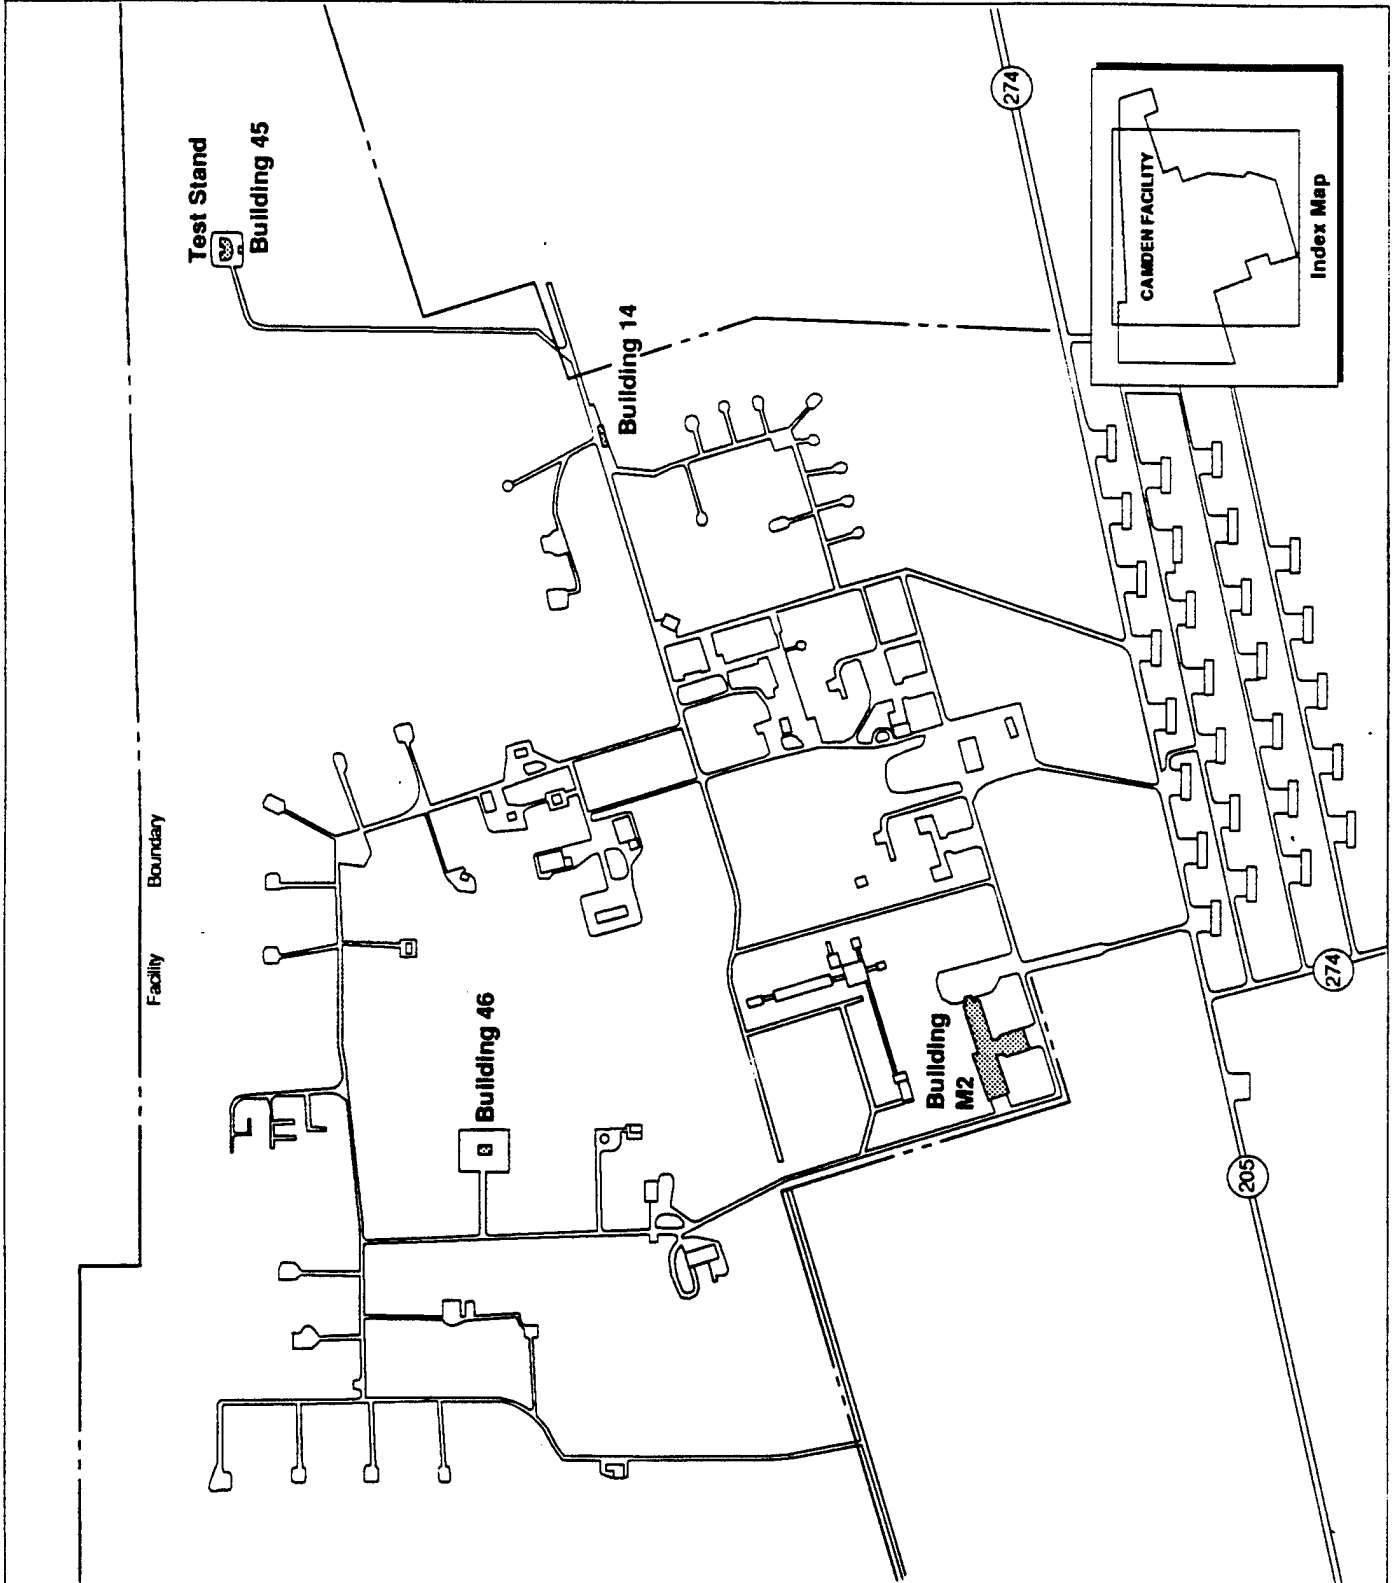 Facility Boundary
Building 46
Test Stand
Building 45
Building 14
Building
M2
205
274
274
CAMDEN FACILITY
Index Map